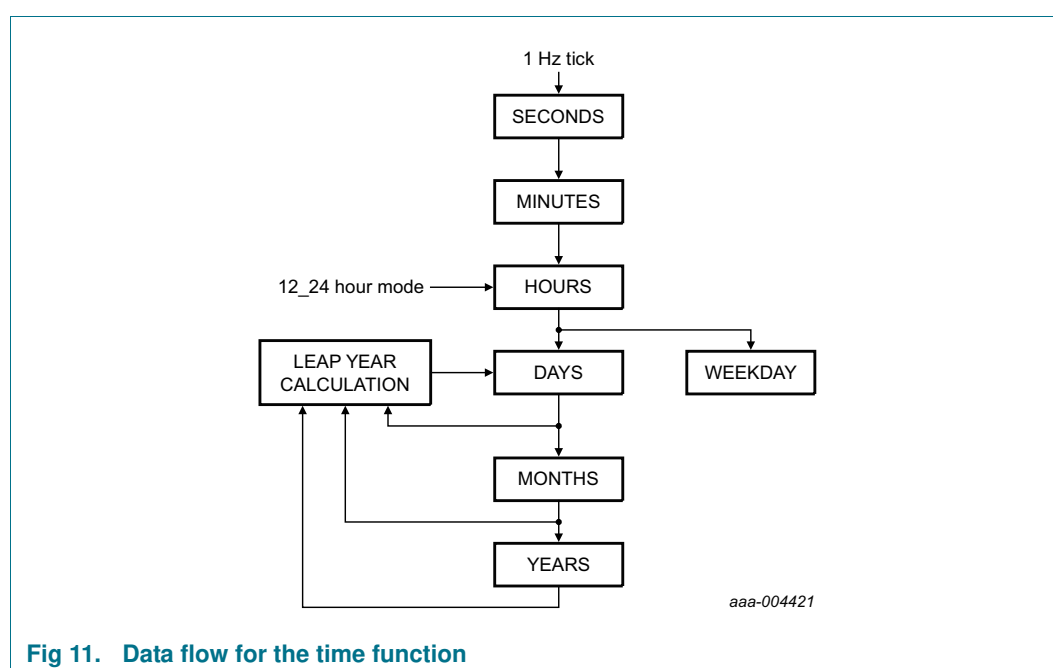 1 Hz tick
SECONDS
MINUTES
12_24 hour mode
HOURS
LEAP YEAR
CALCULATION
DAYS
WEEKDAY
MONTHS
YEARS
aaa-004421
Fig 11. Data flow for the time function